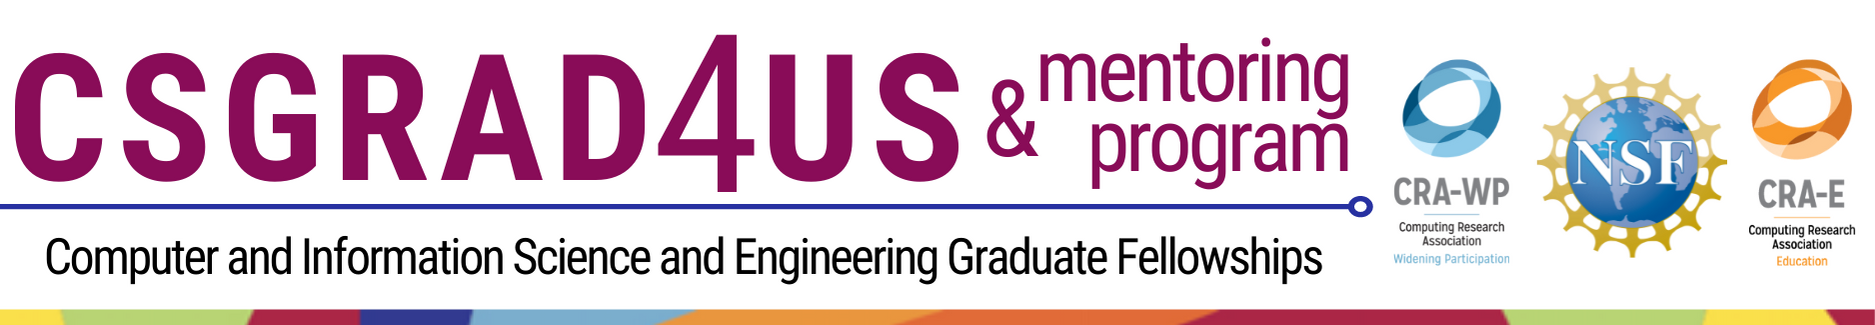 CSGRAD4US & mentoring program
Computer and Information Science and Engineering Graduate Fellowships
CRA-WP
Computing Research
Association
Widening Participation
NSF
CRA-E
Computing Research
Association
Education